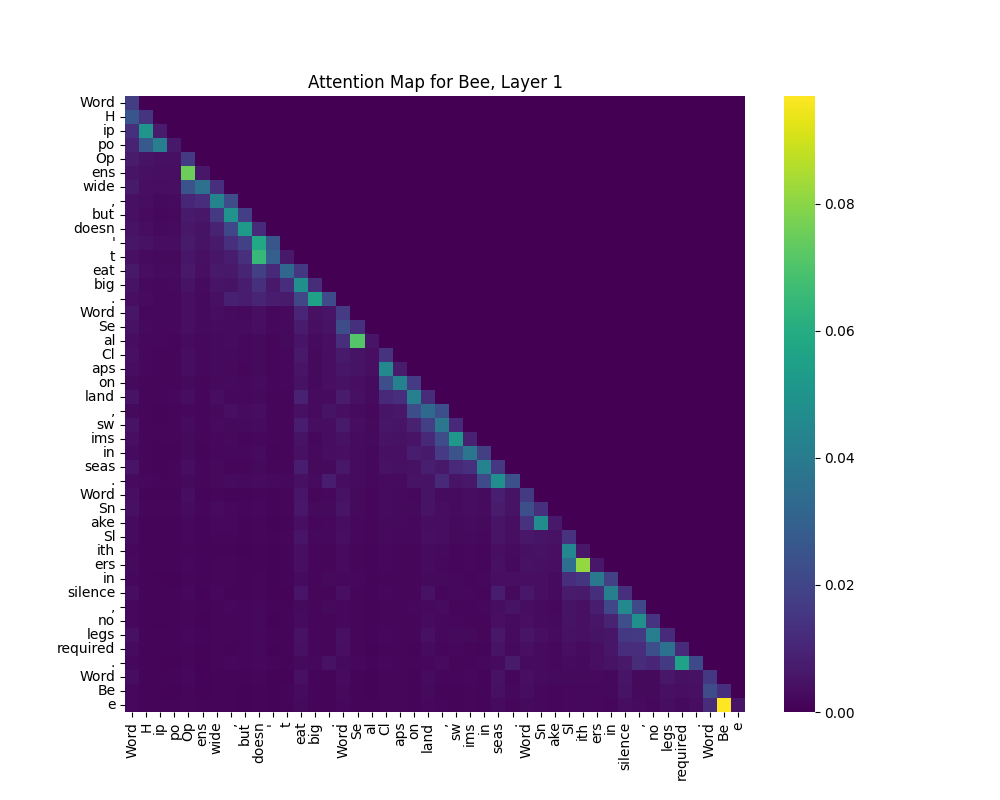 Attention Map for Bee, Layer 1
Word
H
ip
po
Op
ens
wide
,
but
doesn
'
t
eat
big
.
Word
Se
al
Cl
aps
on
land
,
sw
ims
in
seas
.
Word
Sn
ake
Sl
ith
ers
in
silence
,
no
legs
required
.
Word
Be
e
Word H ip po Op ens wide , but doesn ' t eat big . Word Se al Cl aps on land , sw ims in seas . Word Sn ake Sl ith ers in silence , no legs required . Word Be e
0.08
0.06
0.04
0.02
0.00